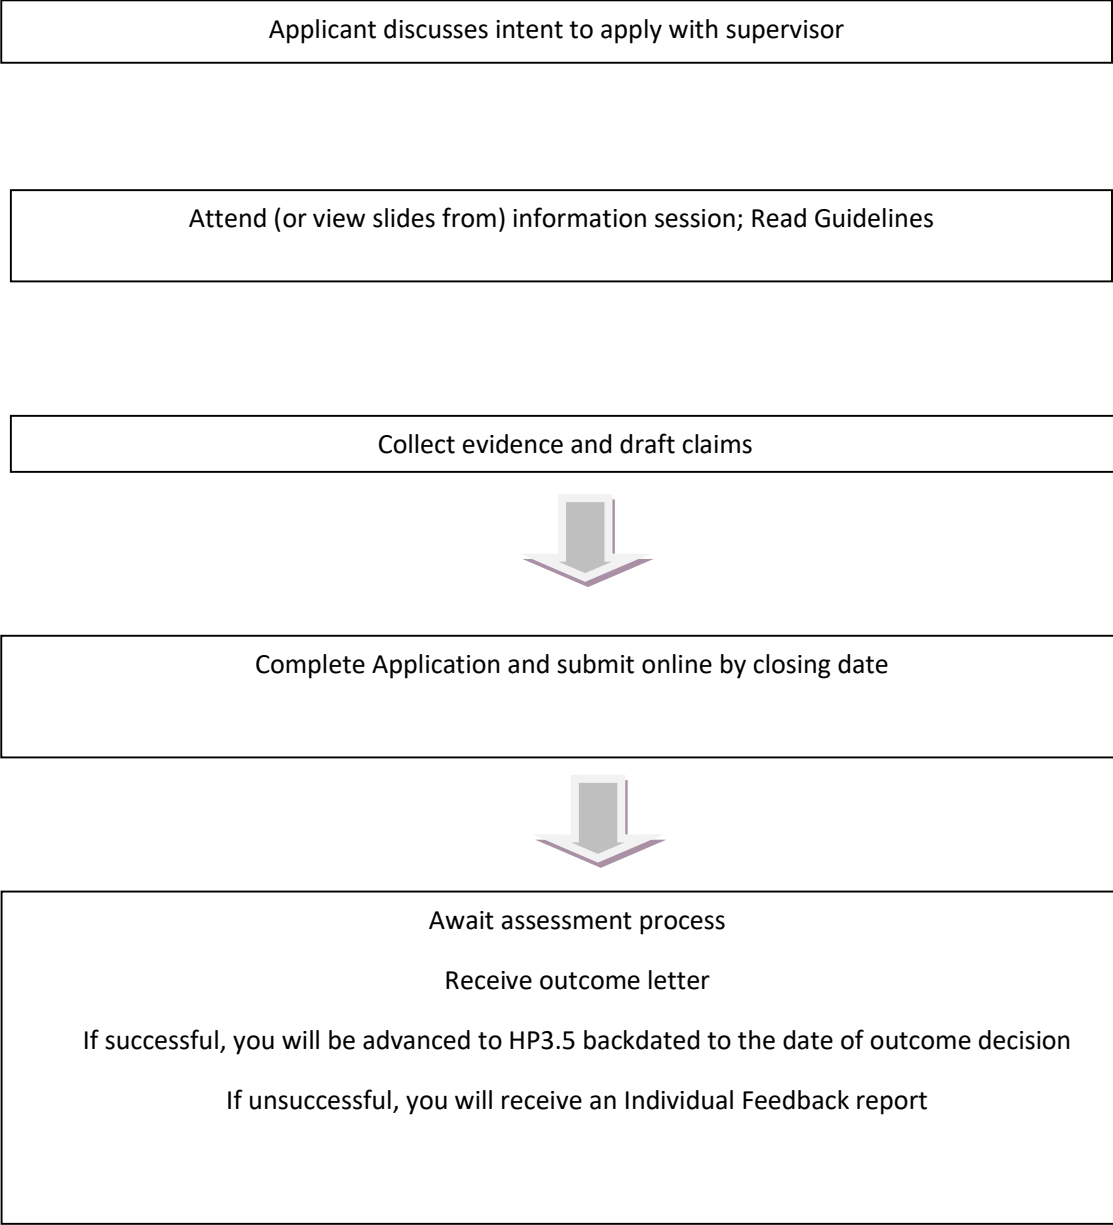 Applicant discusses intent to apply with supervisor
Attend (or view slides from) information session; Read Guidelines
Collect evidence and draft claims
Complete Application and submit online by closing date
Await assessment process
Receive outcome letter
If successful, you will be advanced to HP3.5 backdated to the date of outcome decision
If unsuccessful, you will receive an Individual Feedback report